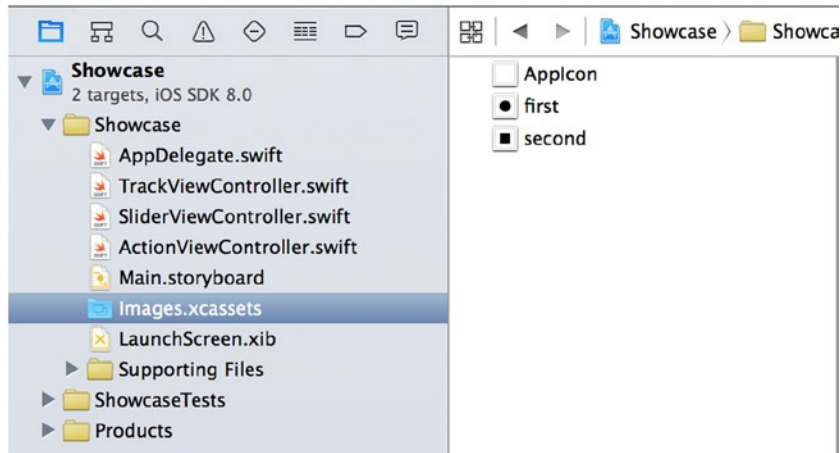 Showcase
2 targets, iOS SDK 8.0
Showcase
AppDelegate.swift
TrackViewController.swift
SliderViewController.swift
ActionViewController.swift
Main.storyboard
Images.xcassets
LaunchScreen.xib
Supporting Files
ShowcaseTests
Products
Showcase Showca
AppIcon
first
second